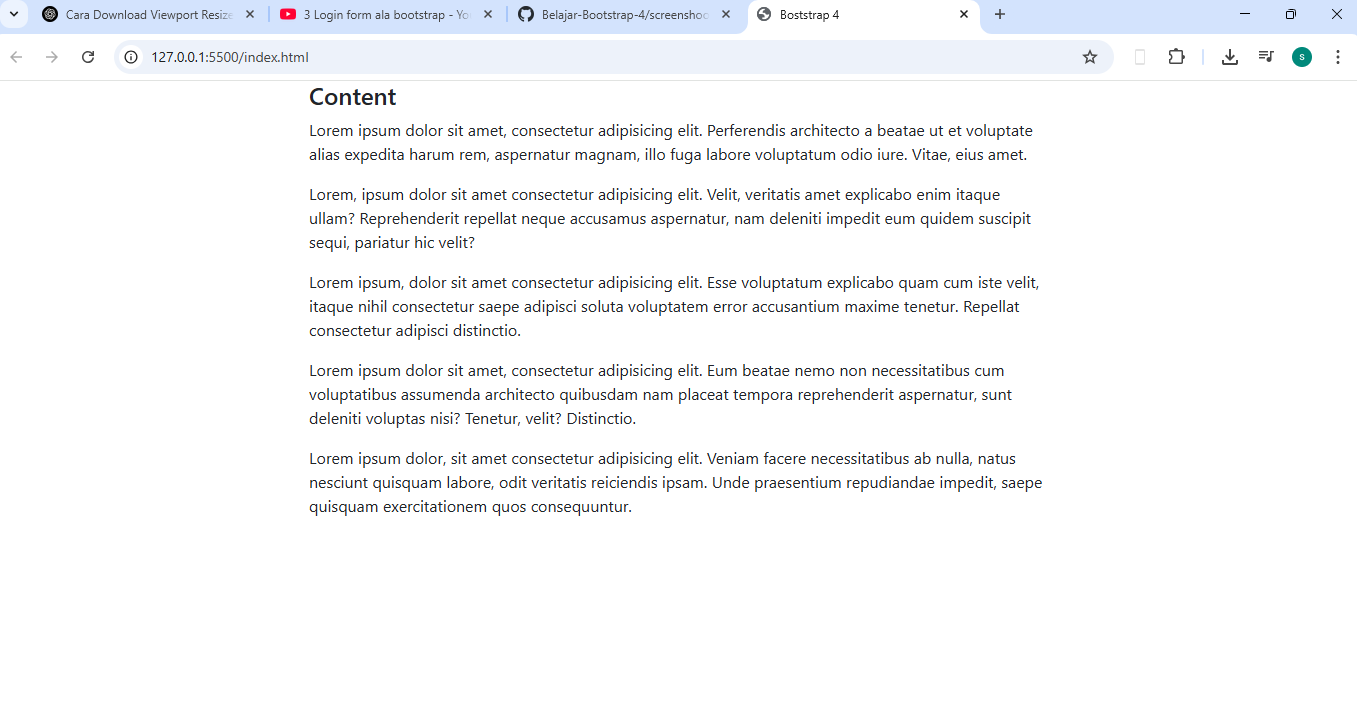 Cara Download Viewport Resize
3 Login form ala bootstrap - Yo
Belajar-Bootstrap-4/screenshoo
Boststrap 4
127.0.0.1:5500/index.html
s
Content
Lorem ipsum dolor sit amet, consectetur adipisicing elit. Perferendis architecto a beatae ut et voluptate
alias expedita harum rem, aspernatur magnam, illo fuga labore voluptatum odio iure. Vitae, eius amet.
Lorem, ipsum dolor sit amet consectetur adipisicing elit. Velit, veritatis amet explicabo enim itaque
ullam? Reprehenderit repellat neque accusamus aspernatur, nam deleniti impedit eum quidem suscipit
sequi, pariatur hic velit?
Lorem ipsum, dolor sit amet consectetur adipisicing elit. Esse voluptatum explicabo quam cum iste velit,
itaque nihil consectetur saepe adipisci soluta voluptatem error accusantium maxime tenetur. Repellat
consectetur adipisci distinctio.
Lorem ipsum dolor sit amet, consectetur adipisicing elit. Eum beatae nemo non necessitatibus cum
voluptatibus assumenda architecto quibusdam nam placeat tempora reprehenderit aspernatur, sunt
deleniti voluptas nisi? Tenetur, velit? Distinctio.
Lorem ipsum dolor, sit amet consectetur adipisicing elit. Veniam facere necessitatibus ab nulla, natus
nesciunt quisquam labore, odit veritatis reiciendis ipsam. Unde praesentium repudiandae impedit, saepe
quisquam exercitationem quos consequuntur.